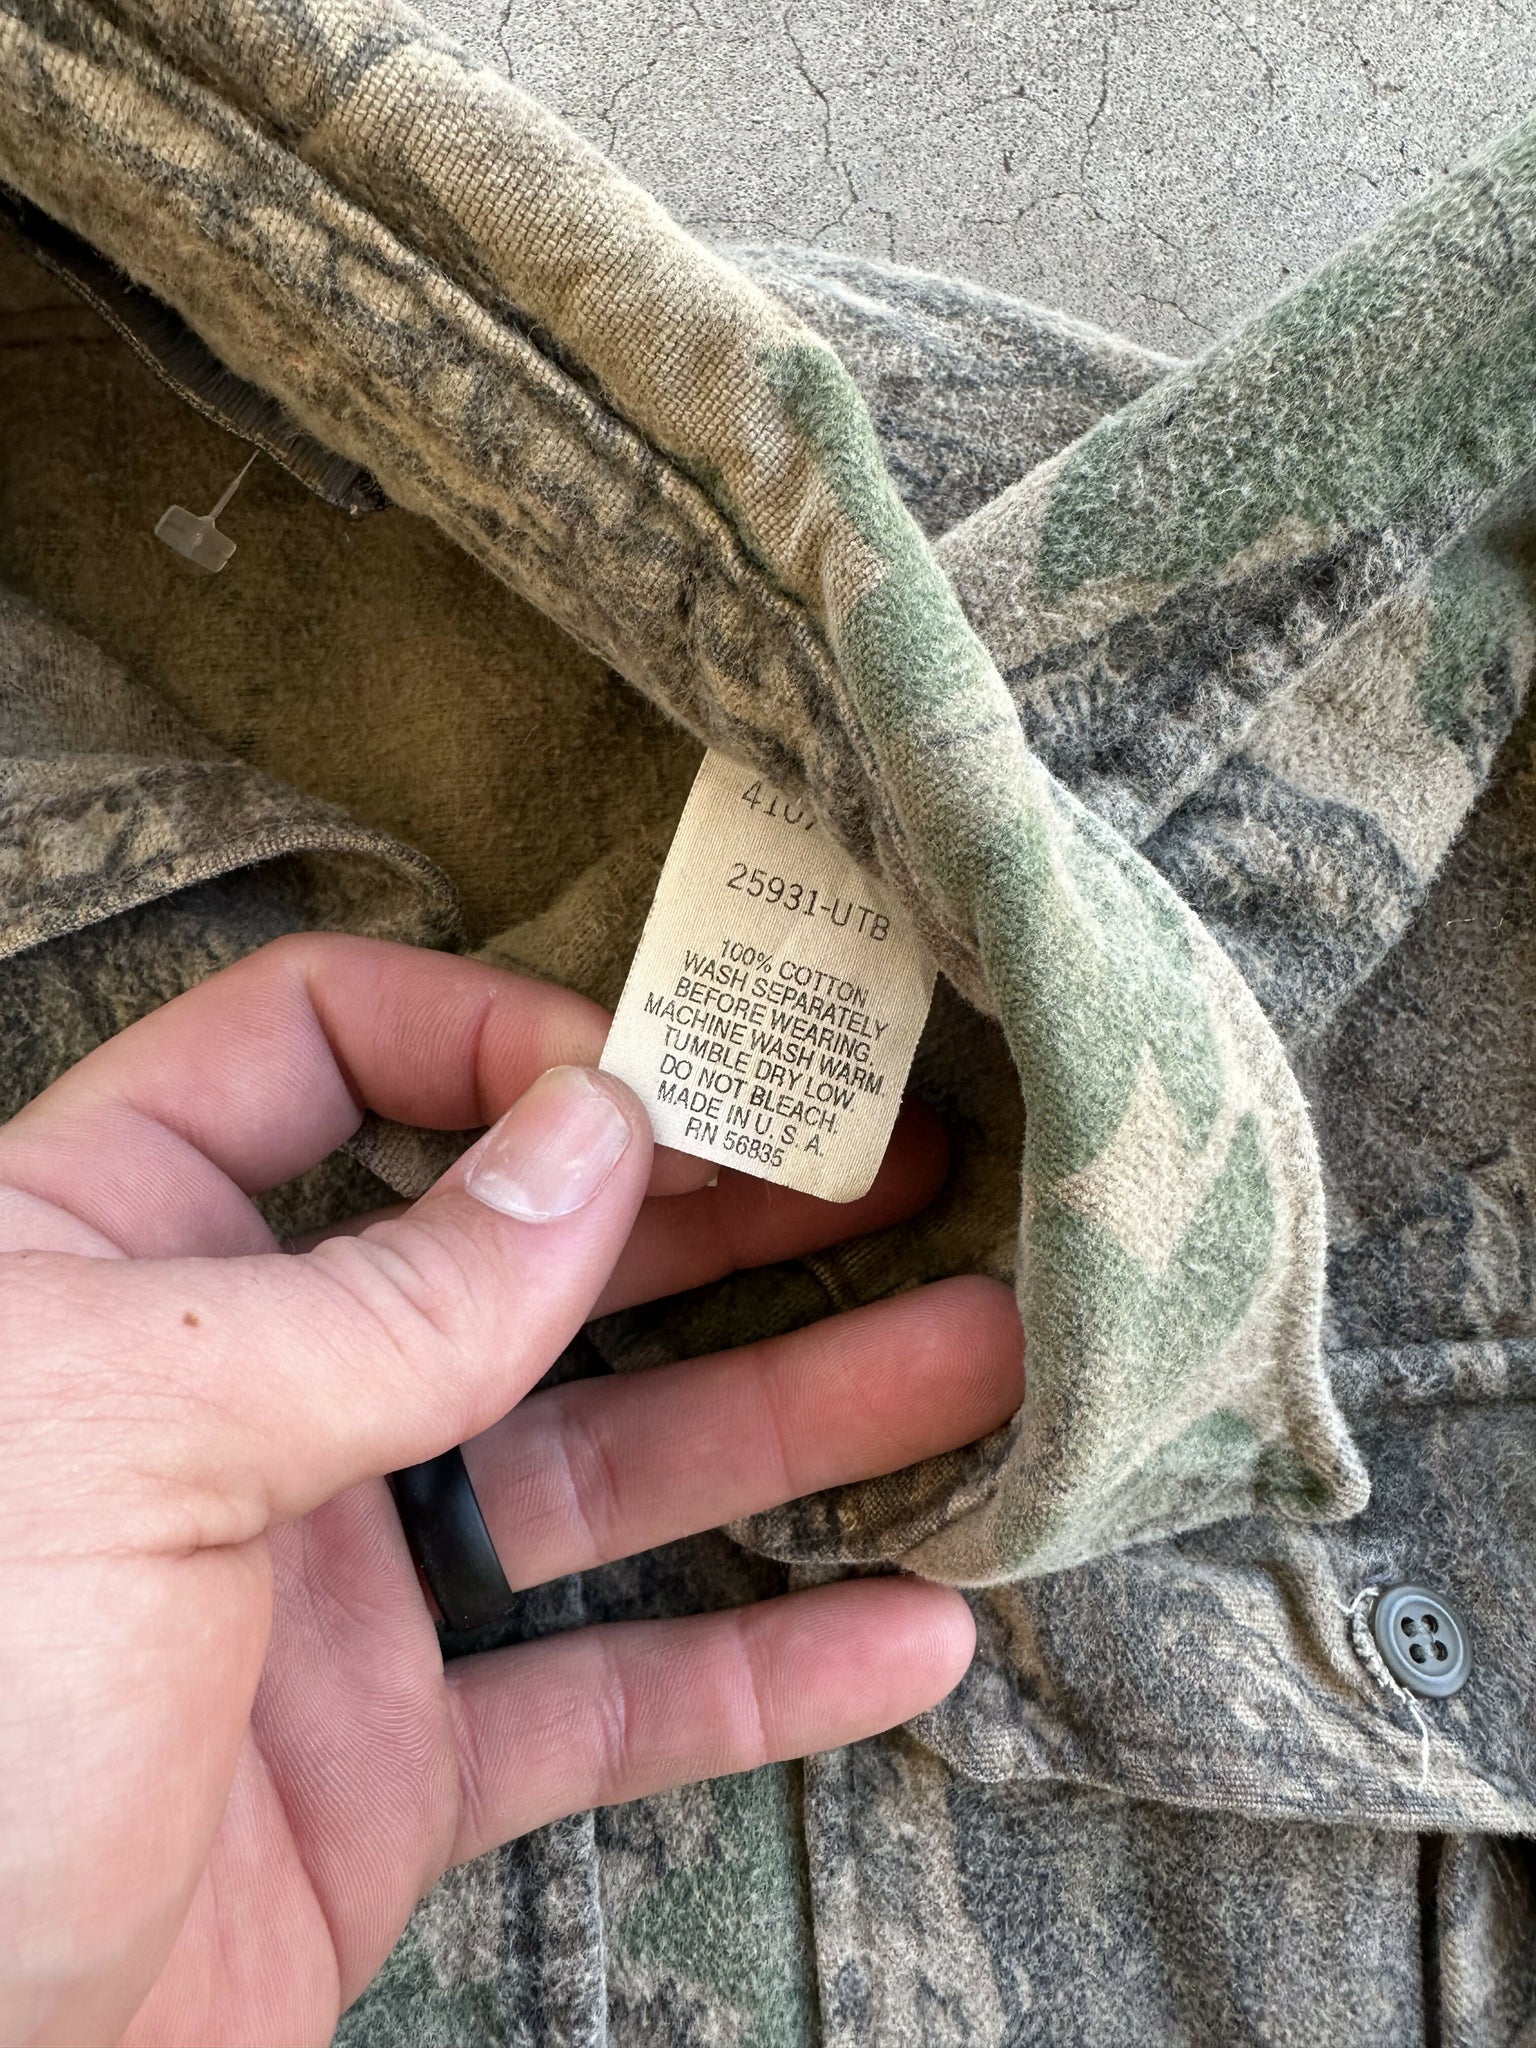 4107
25931-UTB
100% COTTON
WASH SEPARATELY
BEFORE WEARING.
MACHINE WASH WARM.
TUMBLE DRY LOW.
DO NOT BLEACH.
MADE IN U. S. A.
RN 56835